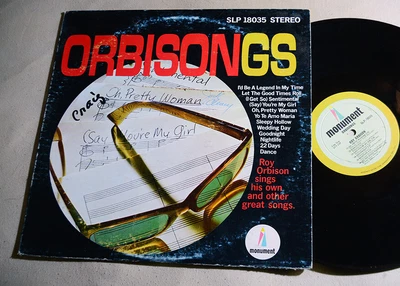 SLP 18035 STEREO
ORBISONGS
I'd Be A Legend In My Time
Let The Good Times Roll
(I Get So) Sentimental
(Say) You're My Girl
Oh, Pretty Woman
Yo Te Amo Maria
Sleepy Hollow
Wedding Day
Goodnight
Nightlife
22 Days
Dance
mental
Oh, Pretty Woman
(Say) You're My Girl
Roy
Orbison
sings
his own
and other
great songs.
monument
monument